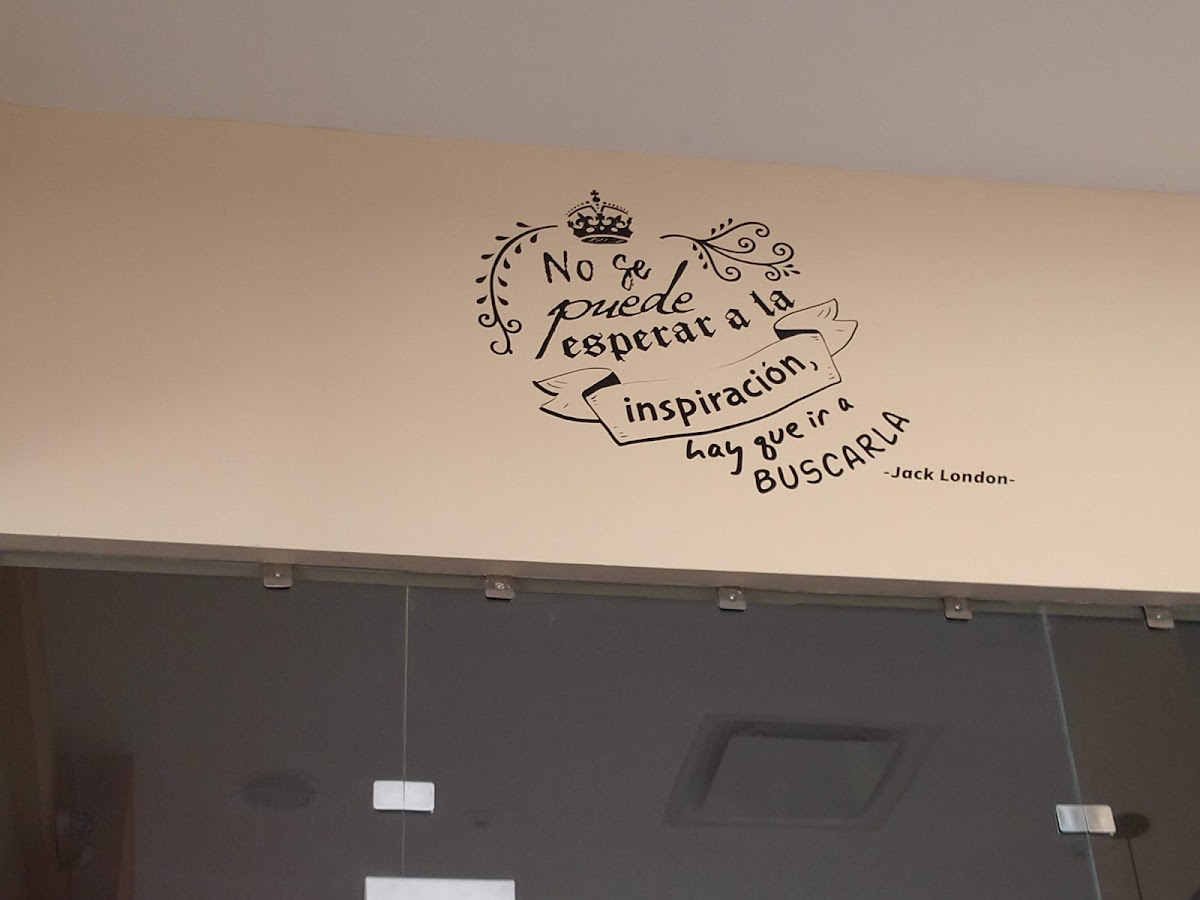 No se
puede
esperar a la
inspiración,
hay que ir a
BUSCARLA
-Jack London-